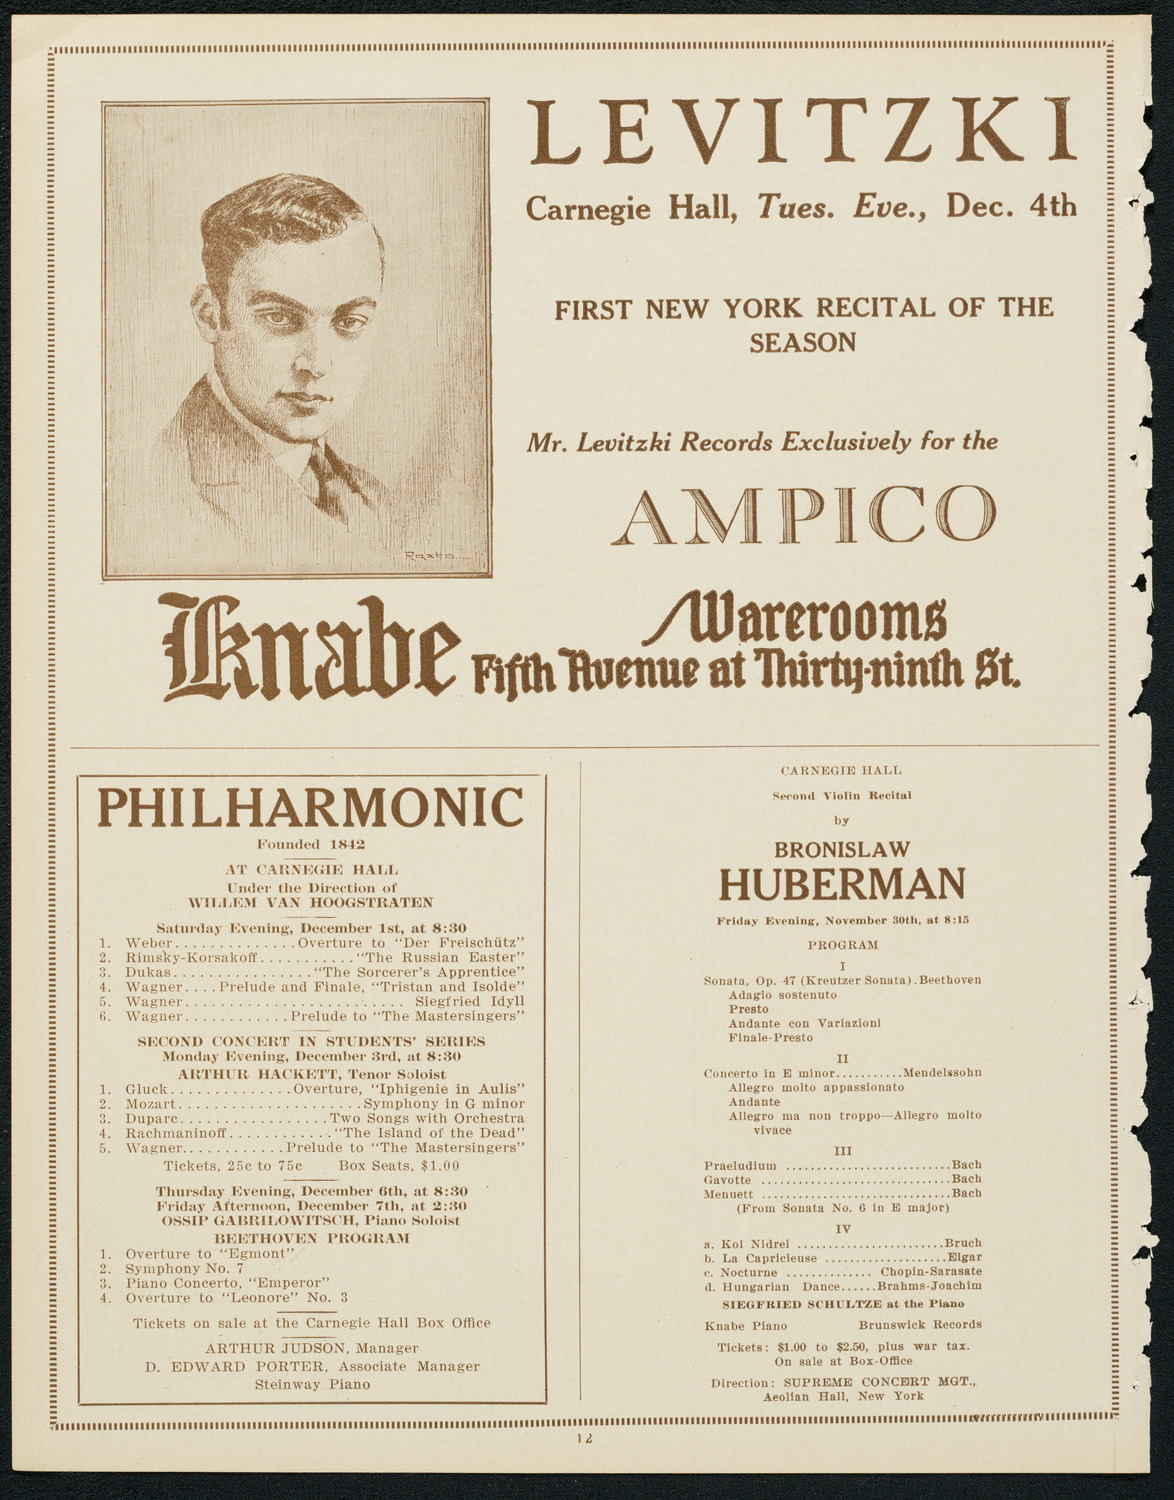 LEVITZKI
Carnegie Hall, Tues. Eve., Dec. 4th
FIRST NEW YORK RECITAL OF THE
SEASON
Mr. Levitzki Records Exclusively for the
AMPICO
Rasko
Knabe Warerooms
Fifth Avenue at Thirty-ninth St.
PHILHARMONIC
Founded 1842
AT CARNEGIE HALL
Under the Direction of
WILLEM VAN HOOGSTRATEN
Saturday Evening, December 1st, at 8:30
1. Weber..............Overture to "Der Freischütz"
2. Rimsky-Korsakoff..........."The Russian Easter"
3. Dukas................"The Sorcerer's Apprentice"
4. Wagner....Prelude and Finale, "Tristan and Isolde"
5. Wagner......................... Siegfried Idyll
6. Wagner............Prelude to "The Mastersingers"
SECOND CONCERT IN STUDENTS' SERIES
Monday Evening, December 3rd, at 8:30
ARTHUR HACKETT, Tenor Soloist
1. Gluck..............Overture, "Iphigenie in Aulis"
2. Mozart.....................Symphony in G minor
3. Duparc.................Two Songs with Orchestra
4. Rachmaninoff............"The Island of the Dead"
5. Wagner............Prelude to "The Mastersingers"
Tickets, 25c to 75c Box Seats, $1.00
Thursday Evening, December 6th, at 8:30
Friday Afternoon, December 7th, at 2:30
OSSIP GABRILOWITSCH, Piano Soloist
BEETHOVEN PROGRAM
1. Overture to "Egmont"
2. Symphony No. 7
3. Piano Concerto, "Emperor"
4. Overture to "Leonore" No. 3
Tickets on sale at the Carnegie Hall Box Office
ARTHUR JUDSON, Manager
D. EDWARD PORTER, Associate Manager
Steinway Piano
CARNEGIE HALL
Second Violin Recital
by
BRONISLAW
HUBERMAN
Friday Evening, November 30th, at 8:15
PROGRAM
I
Sonata, Op. 47 (Kreutzer Sonata).Beethoven
Adagio sostenuto
Presto
Andante con Variazioni
Finale-Presto
II
Concerto in E minor..........Mendelssohn
Allegro molto appassionato
Andante
Allegro ma non troppo—Allegro molto
vivace
III
Praeludium .........................Bach
Gavotte ............................Bach
Menuett ............................Bach
(From Sonata No. 6 in E major)
IV
a. Kol Nidrei ......................Bruch
b. La Capricieuse ..................Elgar
c. Nocturne ............. Chopin-Sarasate
d. Hungarian Dance......Brahms-Joachim
SIEGFRIED SCHULTZE at the Piano
Knabe Piano Brunswick Records
Tickets: $1.00 to $2.50, plus war tax.
On sale at Box-Office
Direction: SUPREME CONCERT MGT.,
Aeolian Hall, New York
12